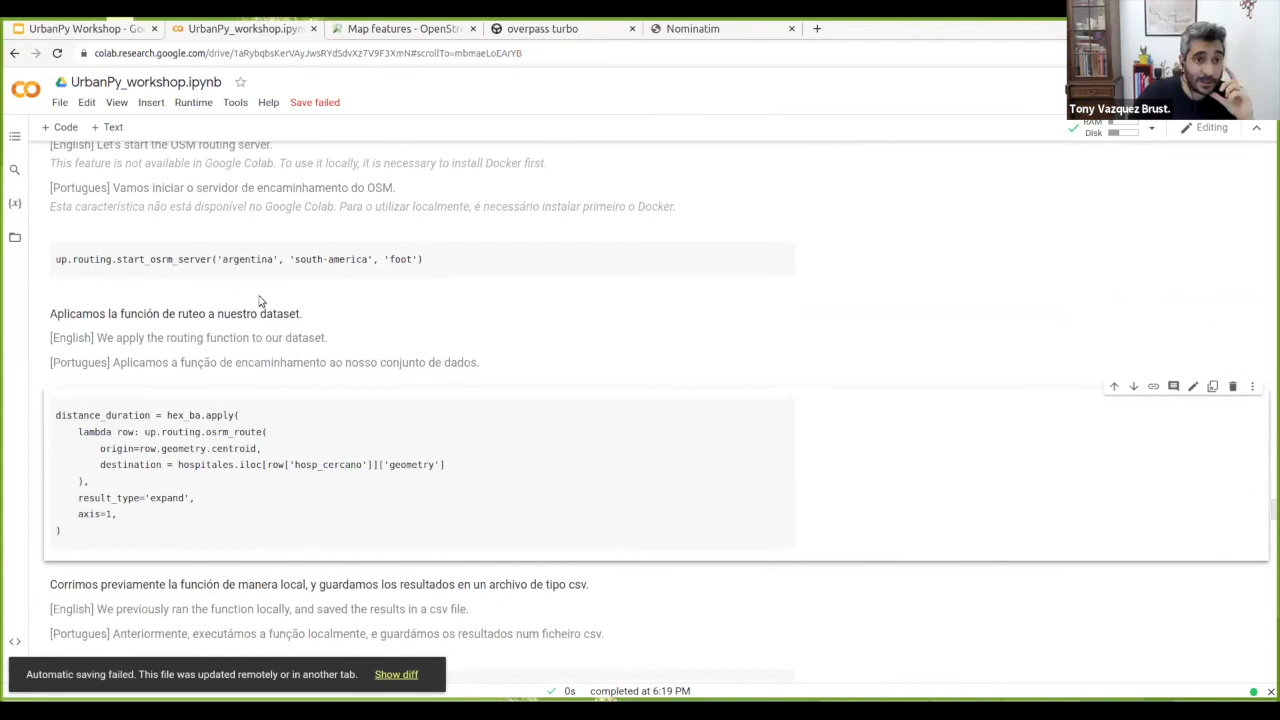 UrbanPy Workshop - Go
UrbanPy_workshop.ipyn
Map features - OpenStre
overpass turbo
Nominatim
colab.research.google.com/drive/1aRybqbsKerVAyJwsRYdSdvXz7V9F3XmN#scrollTo=mbmaeLoEArYB
UrbanPy_workshop.ipynb
File Edit View Insert Runtime Tools Help Save failed
Tony Vazquez Brust.
+ Code + Text
RAM
Disk
Editing
[English] Let's start the OSM routing server.
This feature is not available in Google Colab. To use it locally, it is necessary to install Docker first.
[Portugues] Vamos iniciar o servidor de encaminhamento do OSM.
Esta característica não está disponível no Google Colab. Para o utilizar localmente, é necessário instalar primeiro o Docker.
up.routing.start_osrm_server('argentina', 'south-america', 'foot')
Aplicamos la función de ruteo a nuestro dataset.
[English] We apply the routing function to our dataset.
[Portugues] Aplicamos a função de encaminhamento ao nosso conjunto de dados.
distance_duration = hex_ba.apply(
lambda row: up.routing.osrm_route(
origin=row.geometry.centroid,
destination = hospitales.iloc[row['hosp_cercano']]['geometry']
),
result_type='expand',
axis=1,
)
Corrimos previamente la función de manera local, y guardamos los resultados en un archivo de tipo csv.
[English] We previously ran the function locally, and saved the results in a csv file.
[Portugues] Anteriormente, executámos a função localmente, e guardámos os resultados num ficheiro csv.
Automatic saving failed. This file was updated remotely or in another tab. Show diff
0s completed at 6:19 PM